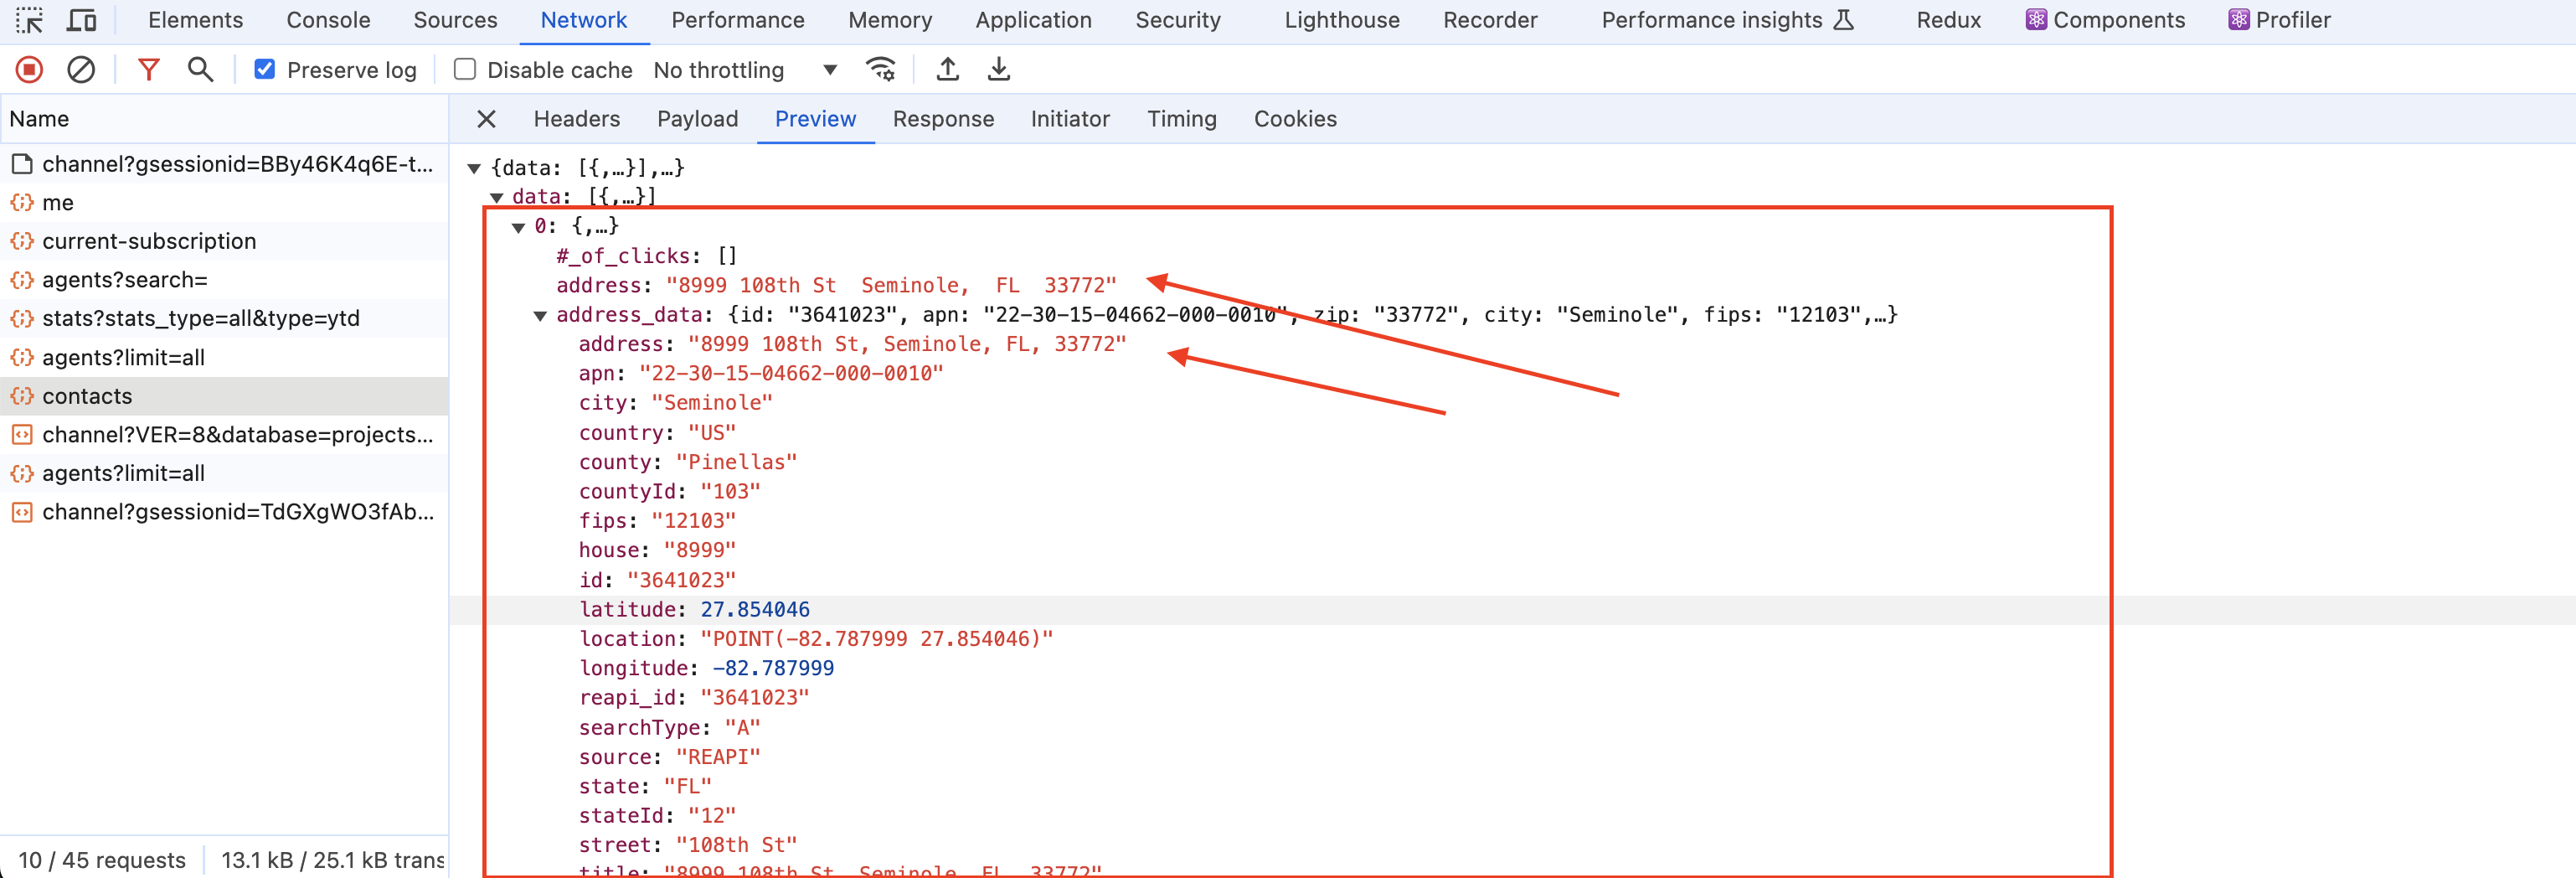 Elements Console Sources Network Performance Memory Application Security Lighthouse Recorder Performance insights Redux Components Profiler
Preserve log Disable cache No throttling
Name
channel?gsessionid=BBy46K4q6E-t...
me
current-subscription
agents?search=
stats?stats_type=all&type=ytd
agents?limit=all
contacts
channel?VER=8&database=projects...
agents?limit=all
channel?gsessionid=TdGXgWO3fAb...
10 / 45 requests 13.1 kB / 25.1 kB trans
Headers Payload Preview Response Initiator Timing Cookies
{data: [{,…}],…}
data: [{,…}]
0: {,…}
#_of_clicks: []
address: "8999 108th St  Seminole,  FL  33772"
address_data: {id: "3641023", apn: "22-30-15-04662-000-0010", zip: "33772", city: "Seminole", fips: "12103",…}
address: "8999 108th St, Seminole, FL, 33772"
apn: "22-30-15-04662-000-0010"
city: "Seminole"
country: "US"
county: "Pinellas"
countyId: "103"
fips: "12103"
house: "8999"
id: "3641023"
latitude: 27.854046
location: "POINT(-82.787999 27.854046)"
longitude: -82.787999
reapi_id: "3641023"
searchType: "A"
source: "REAPI"
state: "FL"
stateId: "12"
street: "108th St"
title: "8999 108th St, Seminole, FL, 33772"